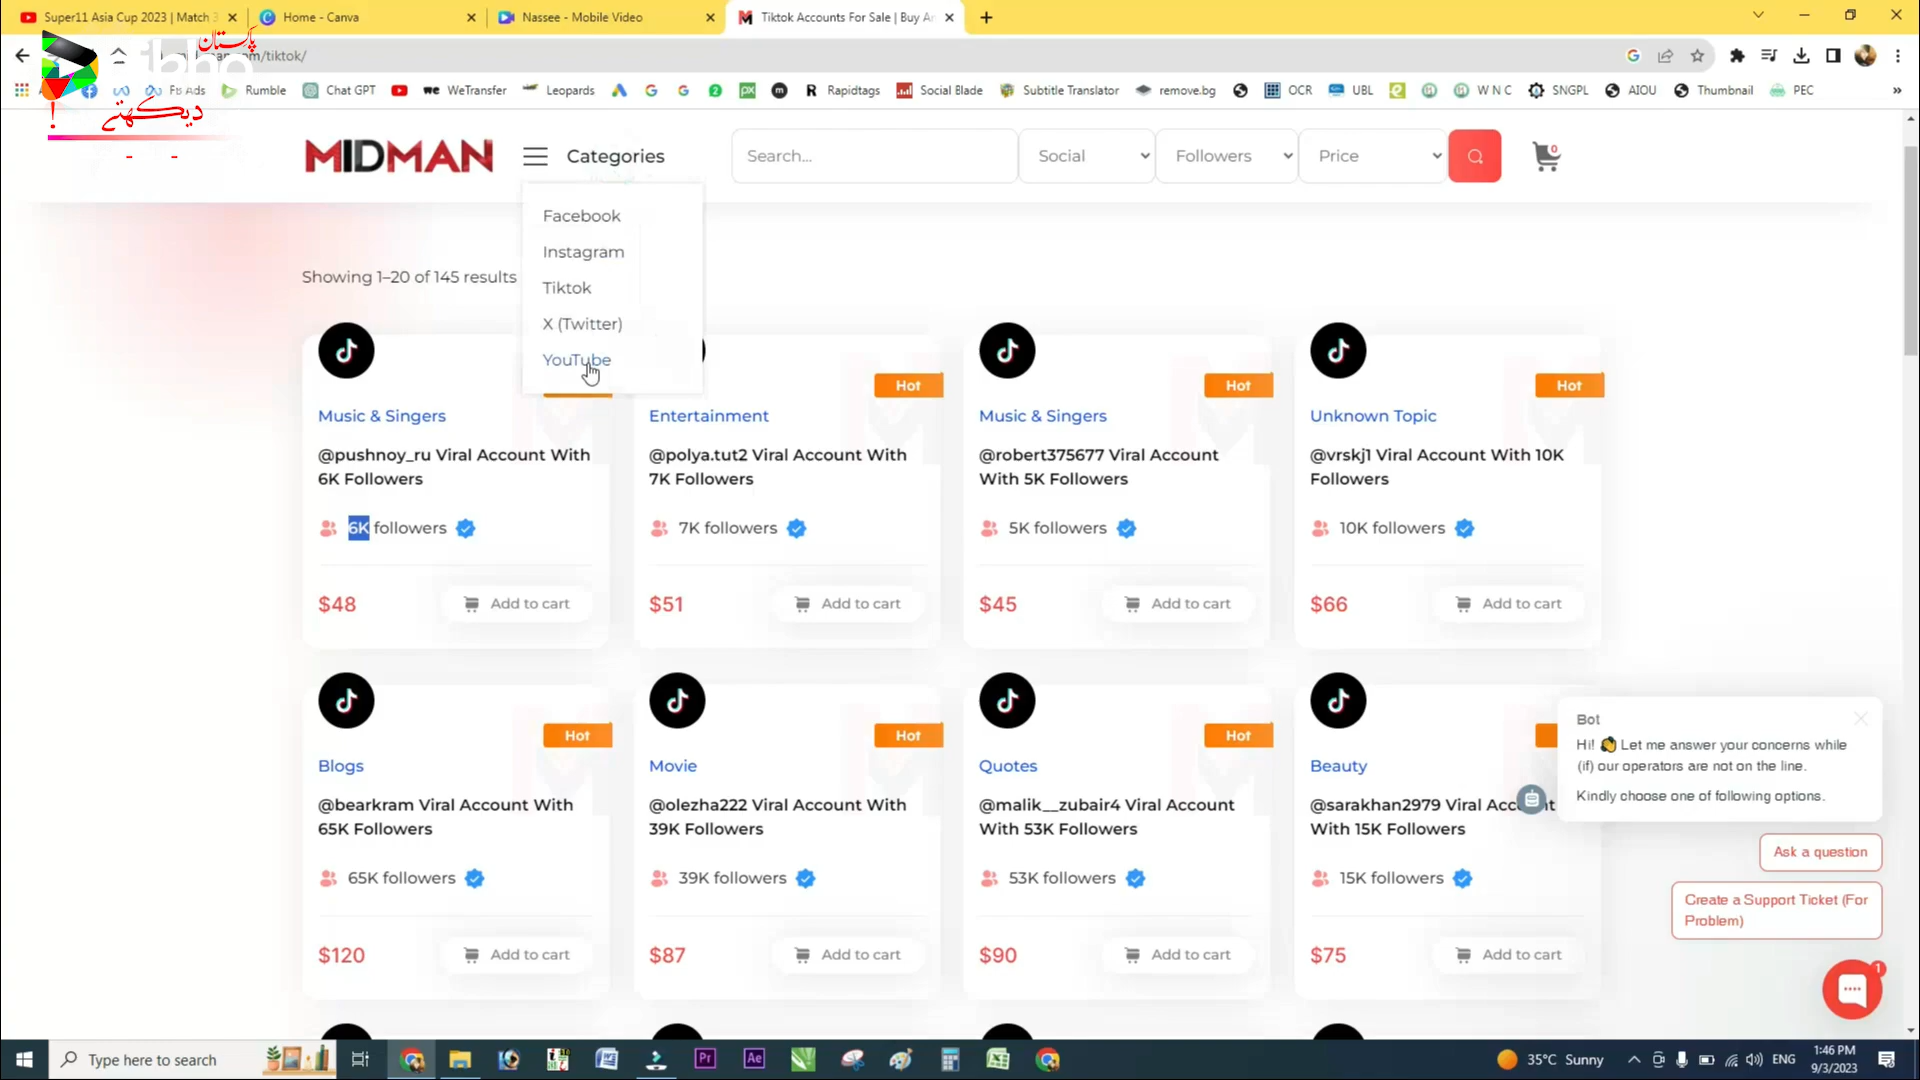 Super11 Asia Cup 2023 | Match 3
Home - Canva
Nassee - Mobile Video
Tiktok Accounts For Sale | Buy An
پاکستان
دیکھتے
!
/tiktok/
FB Ads
Rumble
Chat GPT
WeTransfer
Leopards
Rapidtags
Social Blade
Subtitle Translator
remove.bg
OCR
UBL
W N C
SNGPL
AIOU
Thumbnail
PEC
»
MIDMAN
Categories
Search...
Social
Followers
Price
0
Facebook
Instagram
Tiktok
X (Twitter)
YouTube
Showing 1–20 of 145 results
Hot
Hot
Hot
Music & Singers
Entertainment
Music & Singers
Unknown Topic
@pushnoy_ru Viral Account With
6K Followers
@polya.tut2 Viral Account With
7K Followers
@robert375677 Viral Account
With 5K Followers
@vrskj1 Viral Account With 10K
Followers
6K followers
7K followers
5K followers
10K followers
$48
Add to cart
$51
Add to cart
$45
Add to cart
$66
Add to cart
Hot
Hot
Hot
Blogs
Movie
Quotes
Beauty
@bearkram Viral Account With
65K Followers
@olezha222 Viral Account With
39K Followers
@malik__zubair4 Viral Account
With 53K Followers
@sarakhan2979 Viral Acc
With 15K Followers
65K followers
39K followers
53K followers
15K followers
$120
Add to cart
$87
Add to cart
$90
Add to cart
$75
Add to cart
Bot
Hi! Let me answer your concerns while
(if) our operators are not on the line.
Kindly choose one of following options.
Ask a question
Create a Support Ticket (For
Problem)
1
Type here to search
Pr
Ae
35°C Sunny
ENG
1:46 PM
9/3/2023